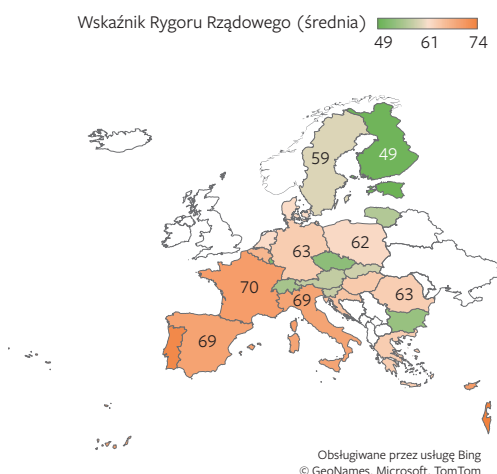 Wskaźnik Rygoru Rządowego (średnia)
49 61 74
59
49
62
63
63
70
69
69
Obsługiwane przez usługę Bing
© GeoNames, Microsoft, TomTom